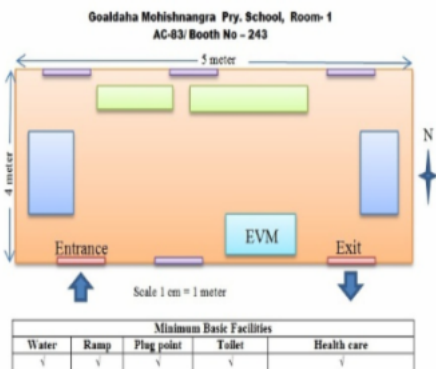 Goaldaha Mohishnangra Pry. School, Room- 1
AC-83/ Booth No – 243
5 meter
4 meter
N
EVM
Entrance
Exit
Scale 1 cm = 1 meter
Minimum Basic Facilities
Water Ramp Plug point Toilet Health care
√ √ √ √ √